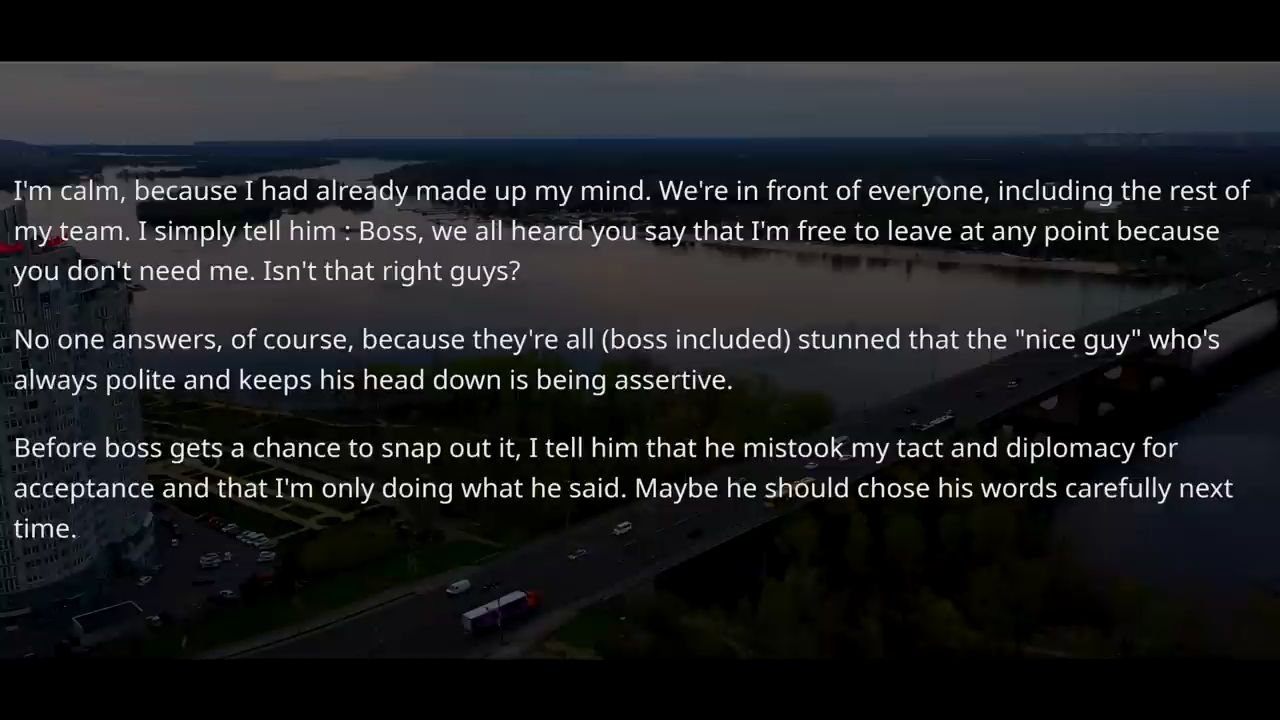 I'm calm, because I had already made up my mind. We're in front of everyone, including the rest of
my team. I simply tell him : Boss, we all heard you say that I'm free to leave at any point because
you don't need me. Isn't that right guys?
No one answers, of course, because they're all (boss included) stunned that the "nice guy" who's
always polite and keeps his head down is being assertive.
Before boss gets a chance to snap out it, I tell him that he mistook my tact and diplomacy for
acceptance and that I'm only doing what he said. Maybe he should chose his words carefully next
time.